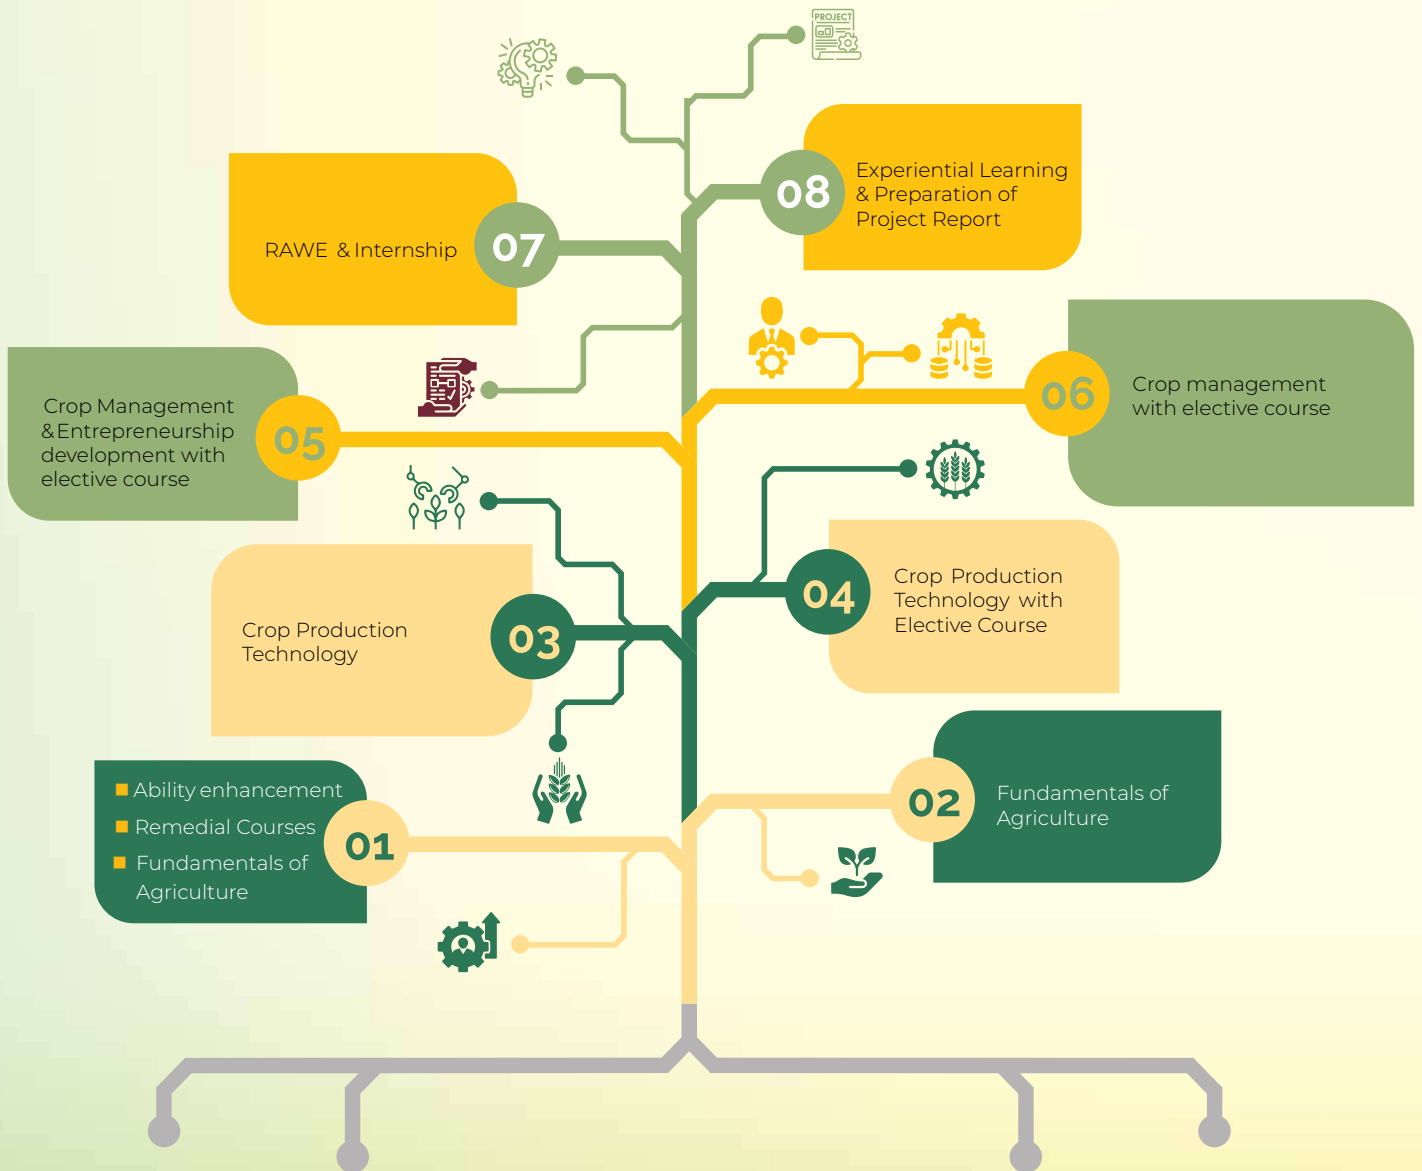 PROJECT
08
Experiential Learning
& Preparation of
Project Report
07
RAWE & Internship
06
Crop management
with elective course
05
Crop Management
& Entrepreneurship
development with
elective course
04
Crop Production
Technology with
Elective Course
03
Crop Production
Technology
02
Fundamentals of
Agriculture
01
Ability enhancement
Remedial Courses
Fundamentals of
Agriculture